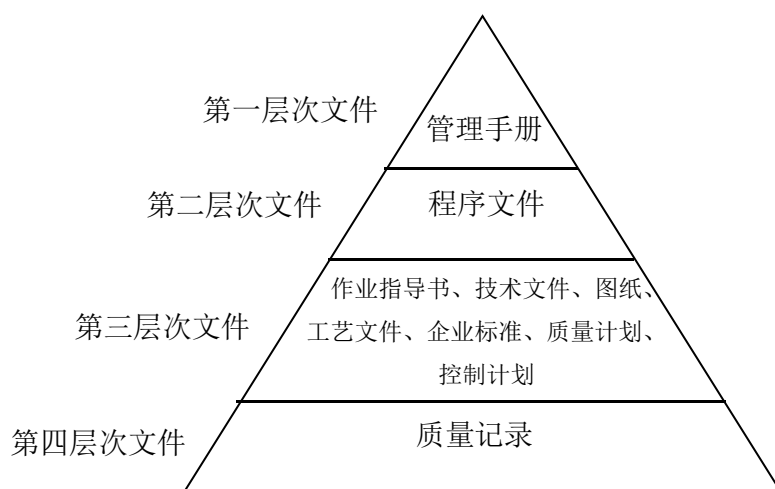 第一层次文件
管理手册
第二层次文件
程序文件
第三层次文件
作业指导书、技术文件、图纸、
工艺文件、企业标准、质量计划、
控制计划
第四层次文件
质量记录